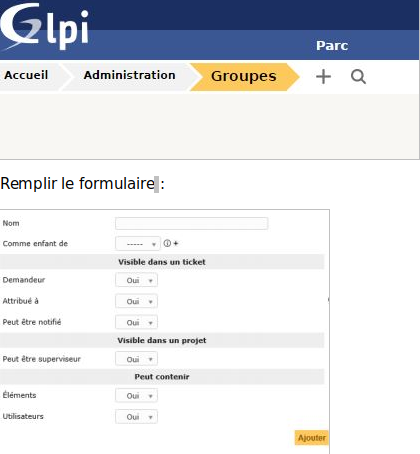 Glpi
Parc
Accueil Administration Groupes
Remplir le formulaire :
Nom
Comme enfant de -----
Visible dans un ticket
Demandeur Oui
Attribué à Oui
Peut être notifié Oui
Visible dans un projet
Peut être superviseur Oui
Peut contenir
Éléments Oui
Utilisateurs Oui
Ajouter